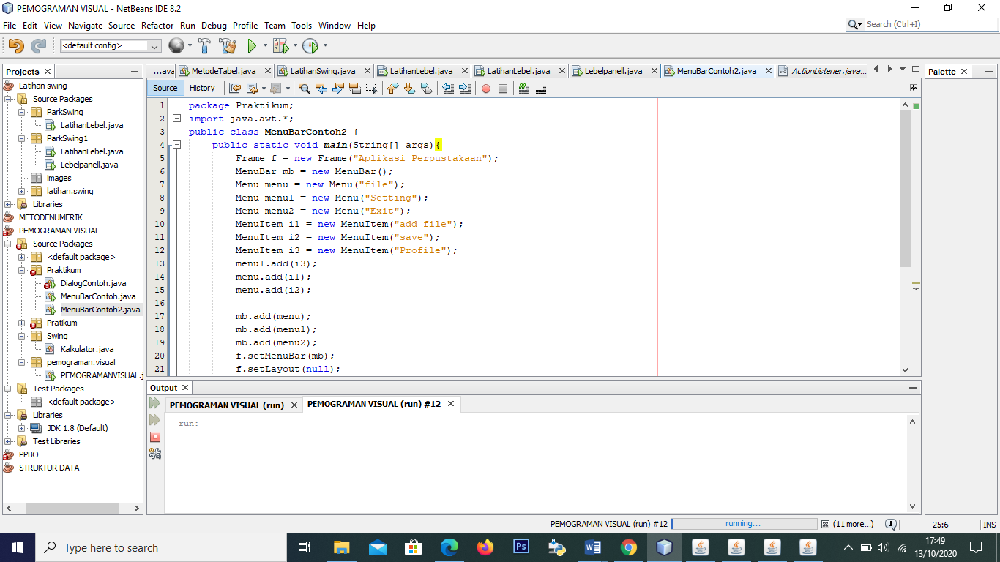 PEMOGRAMAN VISUAL - NetBeans IDE 8.2
File Edit View Navigate Source Refactor Run Debug Profile Team Tools Window Help
Search (Ctrl+I)
<default config>
Projects
Latihan swing
Source Packages
ParkSwing
LatihanLebel.java
ParkSwing1
LatihanLebel.java
Lebelpanell.java
images
latihan.swing
Libraries
METODENUMERIK
PEMOGRAMAN VISUAL
Source Packages
<default package>
Praktikum
DialogContoh.java
MenuBarContoh.java
MenuBarContoh2.java
Pratikum
Swing
Kalkulator.java
pemograman.visual
PEMOGRAMANVISUAL.j
Test Packages
<default package>
Libraries
JDK 1.8 (Default)
Test Libraries
PPBO
STRUKTUR DATA
...ava MetodeTabel.java LatihanSwing.java LatihanLebel.java LatihanLebel.java Lebelpanell.java MenuBarContoh2.java ActionListener.java...
Source History
1 package Praktikum;
2 import java.awt.*;
3 public class MenuBarContoh2 {
4 public static void main(String[] args){
5 Frame f = new Frame("Aplikasi Perpustakaan");
6 MenuBar mb = new MenuBar();
7 Menu menu = new Menu("file");
8 Menu menu1 = new Menu("Setting");
9 Menu menu2 = new Menu("Exit");
10 MenuItem i1 = new MenuItem("add file");
11 MenuItem i2 = new MenuItem("save");
12 MenuItem i3 = new MenuItem("Profile");
13 menu1.add(i3);
14 menu.add(i1);
15 menu.add(i2);
16
17 mb.add(menu);
18 mb.add(menu1);
19 mb.add(menu2);
20 f.setMenuBar(mb);
21 f.setLayout(null);
Palette
Output
PEMOGRAMAN VISUAL (run) PEMOGRAMAN VISUAL (run) #12
run:
PEMOGRAMAN VISUAL (run) #12 running... (11 more...) 1 25:6 INS
Type here to search
Ps
W
17:49
13/10/2020